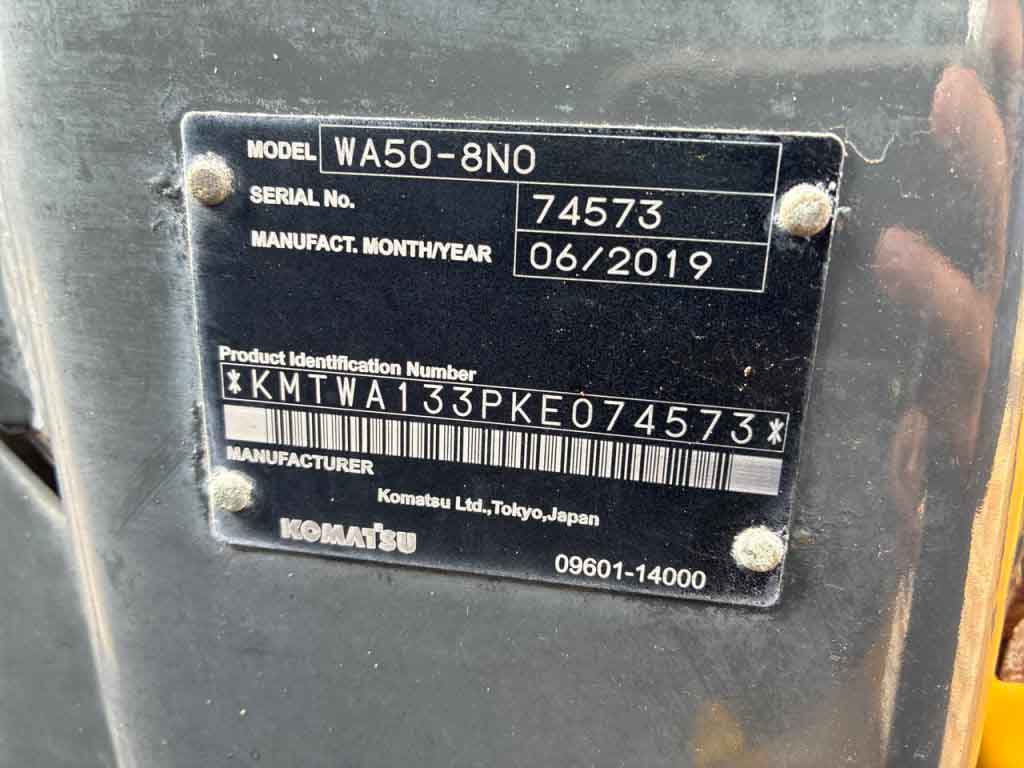 MODEL WA50-8N0
SERIAL No. 74573
MANUFACT. MONTH/YEAR 06/2019
Product Identification Number
*KMTWA133PKE074573*
MANUFACTURER
Komatsu Ltd.,Tokyo,Japan
KOMATSU
09601-14000